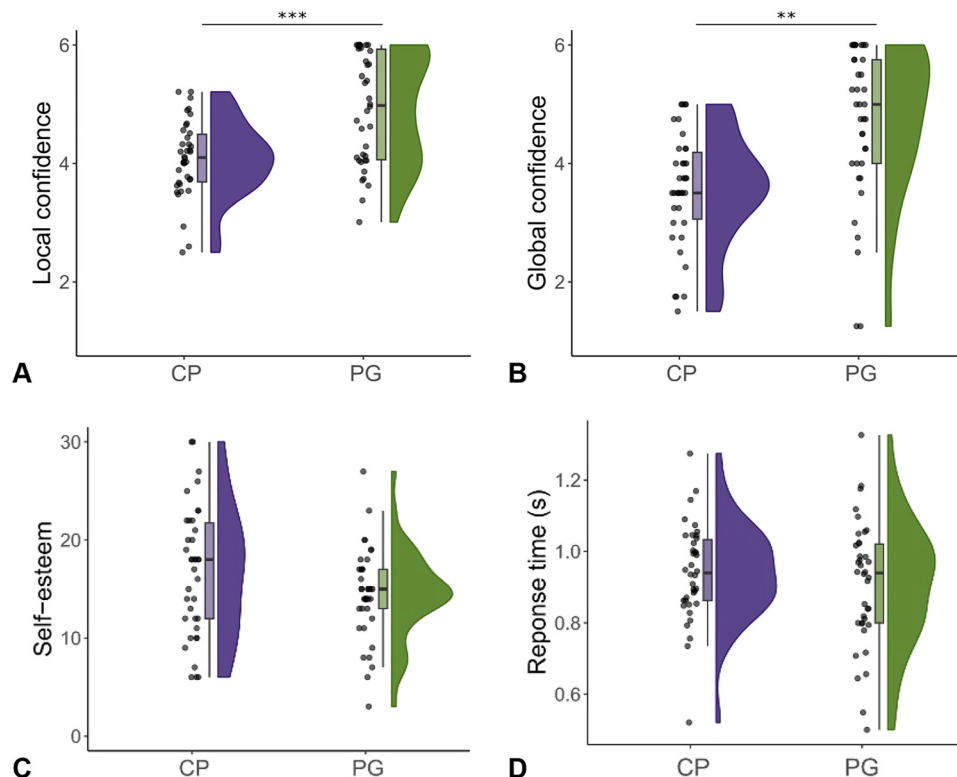 ***
Local confidence
6
4
2
A
CP
PG
**
Global confidence
6
4
2
B
CP
PG
Self-esteem
30
20
10
0
C
CP
PG
Reponse time (s)
1.2
1.0
0.8
0.6
D
CP
PG